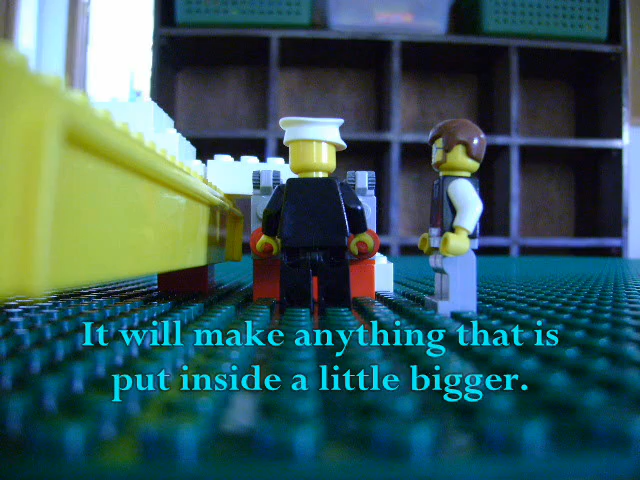 It will make anything that is
put inside a little bigger.